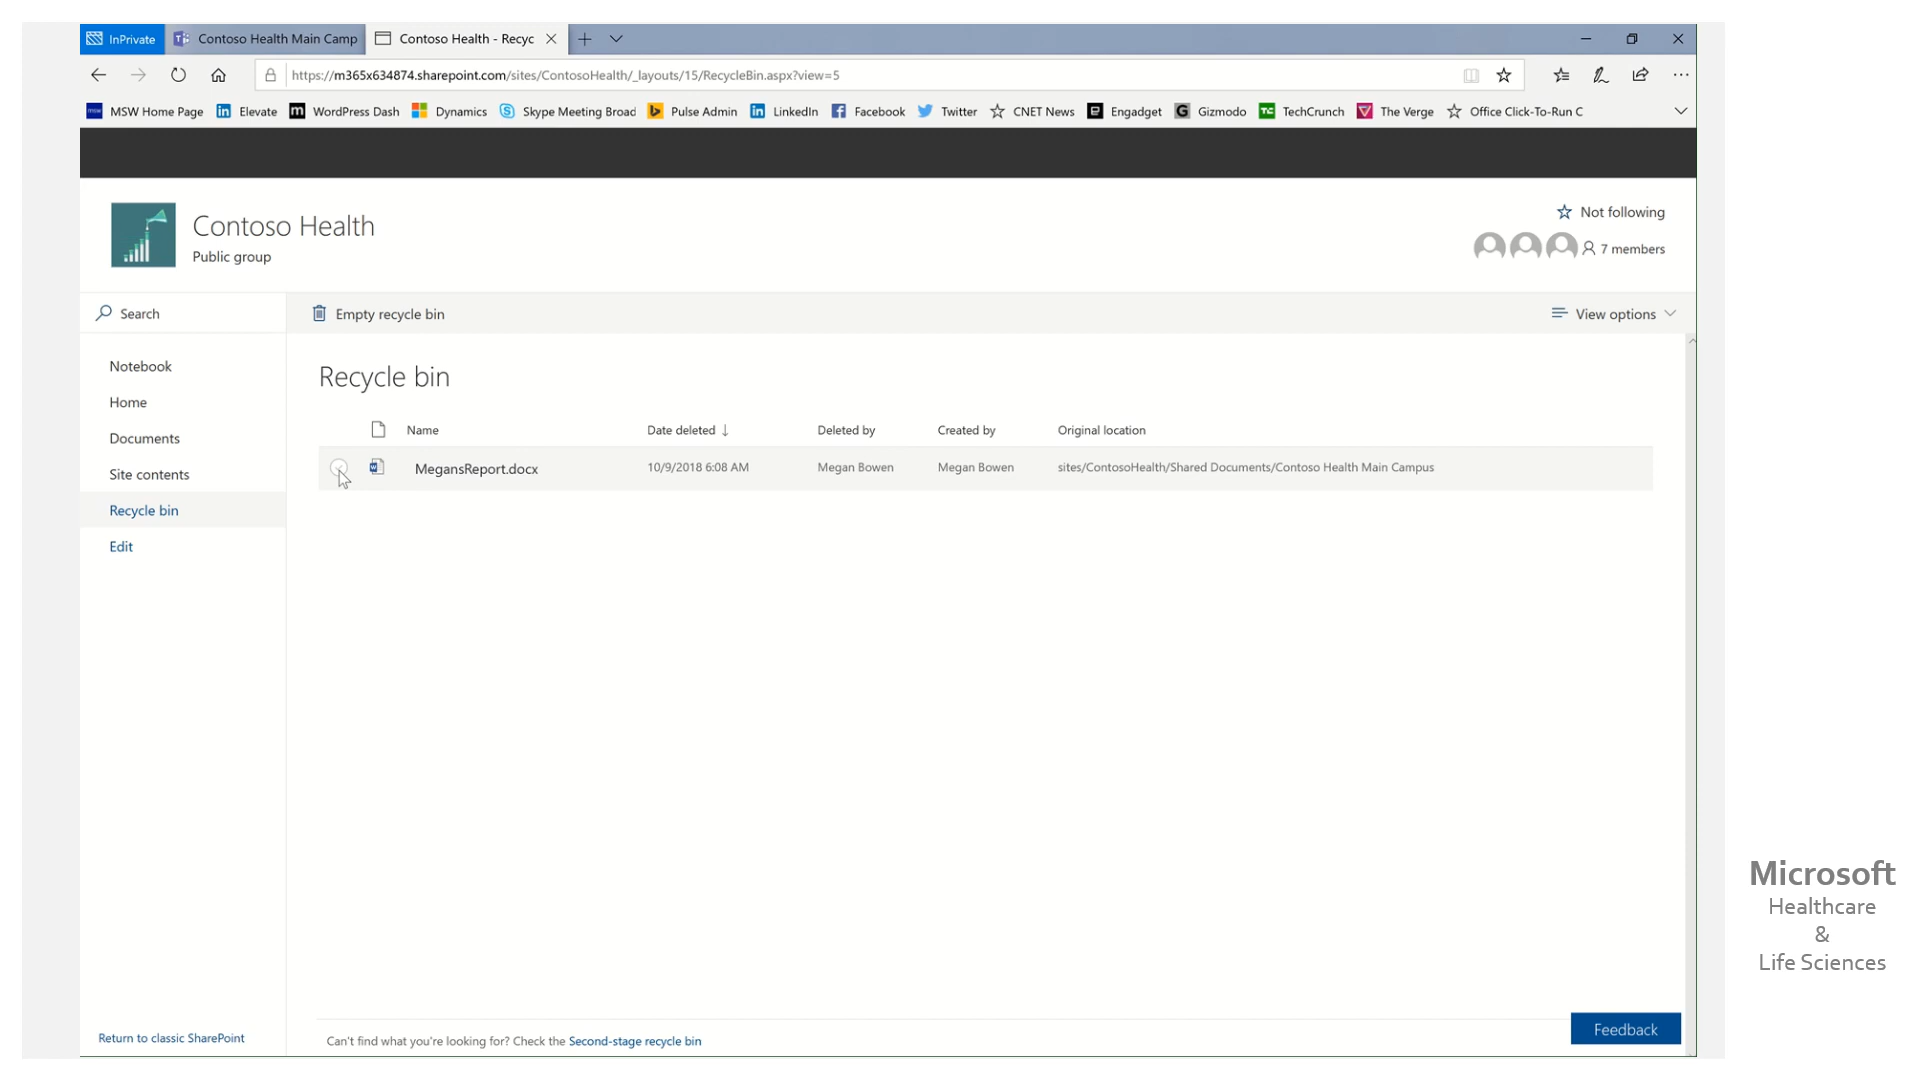 InPrivate
Contoso Health Main Camp
Contoso Health - Recyc
https://m365x634874.sharepoint.com/sites/ContosoHealth/_layouts/15/RecycleBin.aspx?view=5
MSW Home Page Elevate WordPress Dash Dynamics Skype Meeting Broad Pulse Admin LinkedIn Facebook Twitter CNET News Engadget Gizmodo TechCrunch The Verge Office Click-To-Run C
Contoso Health
Public group
Not following
7 members
Search
Empty recycle bin
View options
Notebook
Home
Documents
Site contents
Recycle bin
Edit
Recycle bin
Name Date deleted ↓ Deleted by Created by Original location
MegansReport.docx 10/9/2018 6:08 AM Megan Bowen Megan Bowen sites/ContosoHealth/Shared Documents/Contoso Health Main Campus
Return to classic SharePoint
Can't find what you're looking for? Check the Second-stage recycle bin
Feedback
Microsoft
Healthcare
&
Life Sciences